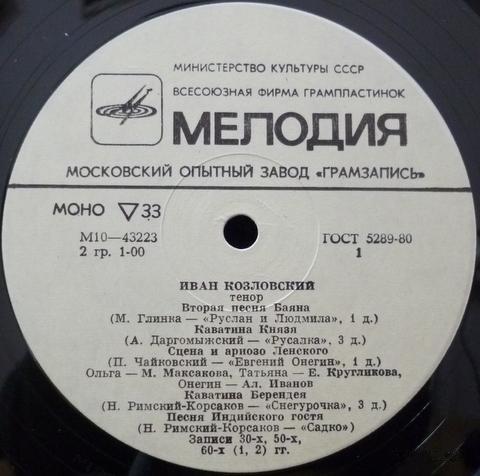 МИНИСТЕРСТВО КУЛЬТУРЫ СССР
ВСЕСОЮЗНАЯ ФИРМА ГРАМПЛАСТИНОК
МЕЛОДИЯ
МОСКОВСКИЙ ОПЫТНЫЙ ЗАВОД «ГРАМЗАПИСЬ»
МОНО ▽33
М10—43223 ГОСТ 5289-80
2 гр. 1-00 1
ИВАН КОЗЛОВСКИЙ
тенор
Вторая песня Баяна
(М. Глинка — «Руслан и Людмила», 1 д.)
Каватина Князя
(А. Даргомыжский — «Русалка», 3 д.)
Сцена и ариозо Ленского
(П. Чайковский — «Евгений Онегин», 1 д.)
Ольга — М. Максакова, Татьяна — Е. Кругликова,
Онегин — Ал. Иванов
Каватина Берендея
(Н. Римский-Корсаков — «Снегурочка», 3 д.)
Песня Индийского гостя
(Н. Римский-Корсаков — «Садко»)
Записи 30-х, 50-х,
60-х (1, 2) гг.